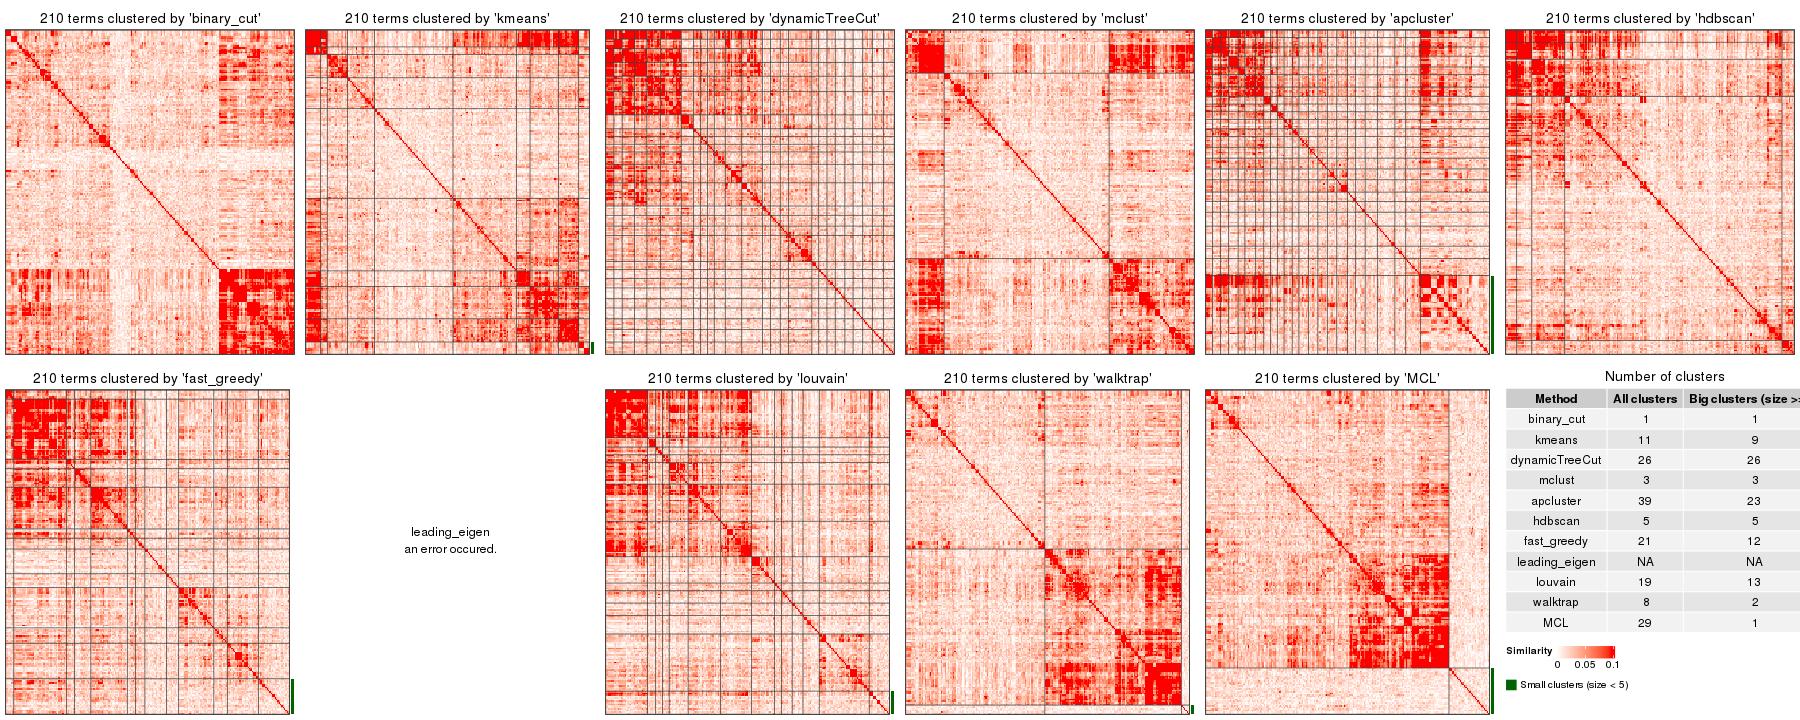 210 terms clustered by 'binary_cut'
210 terms clustered by 'kmeans'
210 terms clustered by 'dynamicTreeCut'
210 terms clustered by 'mclust'
210 terms clustered by 'apcluster'
210 terms clustered by 'hdbscan'
210 terms clustered by 'fast_greedy'
leading_eigen
an error occured.
210 terms clustered by 'louvain'
210 terms clustered by 'walktrap'
210 terms clustered by 'MCL'
Number of clusters
Method All clusters Big clusters (size >=
binary_cut 1 1
kmeans 11 9
dynamicTreeCut 26 26
mclust 3 3
apcluster 39 23
hdbscan 5 5
fast_greedy 21 12
leading_eigen NA NA
louvain 19 13
walktrap 8 2
MCL 29 1
Similarity
0 0.05 0.1
Small clusters (size < 5)